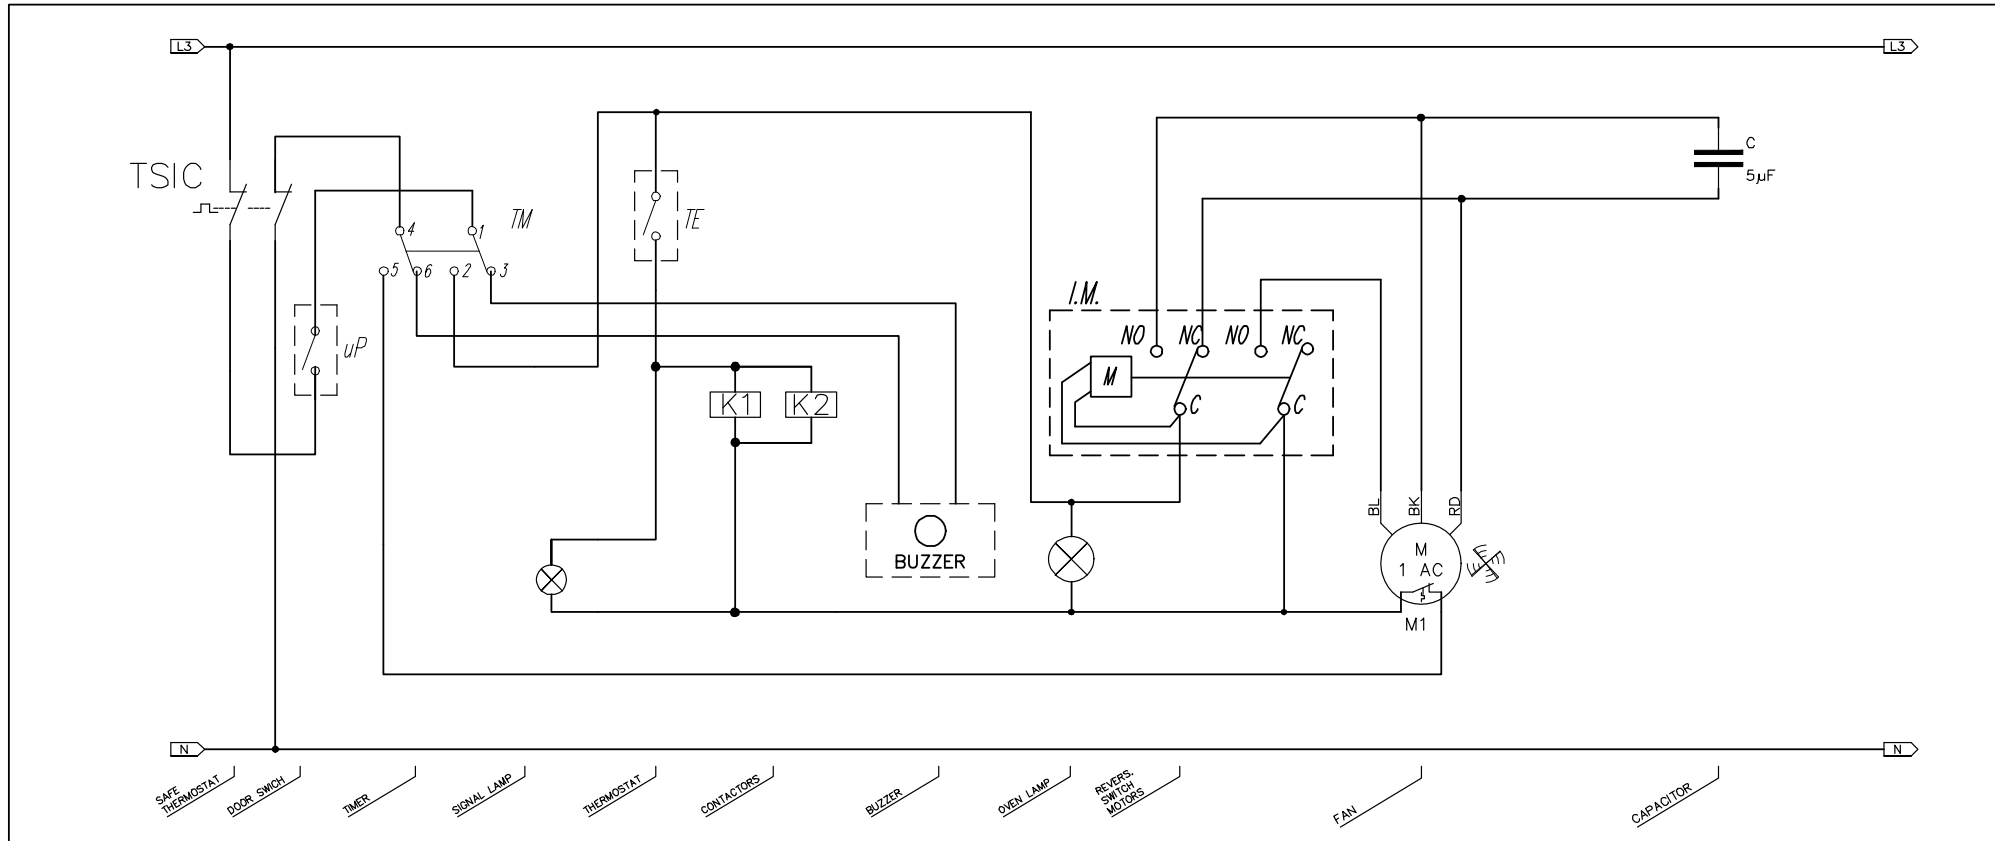 L3
L3
TSIC
TM
4
1
5
6
2
3
uP
TE
K1
K2
BUZZER
I.M.
NO
NC
NO
NC
M
C
C
C
5µF
BL
BK
RD
M
1 AC
M1
N
N
SAFE
THERMOSTAT
DOOR SWICH
TIMER
SIGNAL LAMP
THERMOSTAT
CONTACTORS
BUZZER
OVEN LAMP
REVERS.
SWITCH
MOTORS
FAN
CAPACITOR